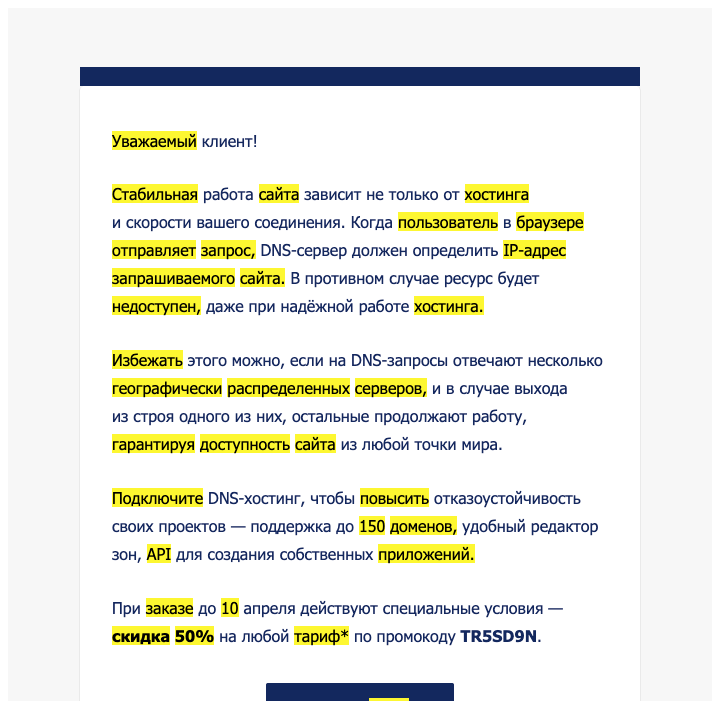 Уважаемый клиент!
Стабильная работа сайта зависит не только от хостинга
и скорости вашего соединения. Когда пользователь в браузере
отправляет запрос, DNS-сервер должен определить IP-адрес
запрашиваемого сайта. В противном случае ресурс будет
недоступен, даже при надёжной работе хостинга.
Избежать этого можно, если на DNS-запросы отвечают несколько
географически распределенных серверов, и в случае выхода
из строя одного из них, остальные продолжают работу,
гарантируя доступность сайта из любой точки мира.
Подключите DNS-хостинг, чтобы повысить отказоустойчивость
своих проектов — поддержка до 150 доменов, удобный редактор
зон, API для создания собственных приложений.
При заказе до 10 апреля действуют специальные условия —
скидка 50% на любой тариф* по промокоду TR5SD9N.